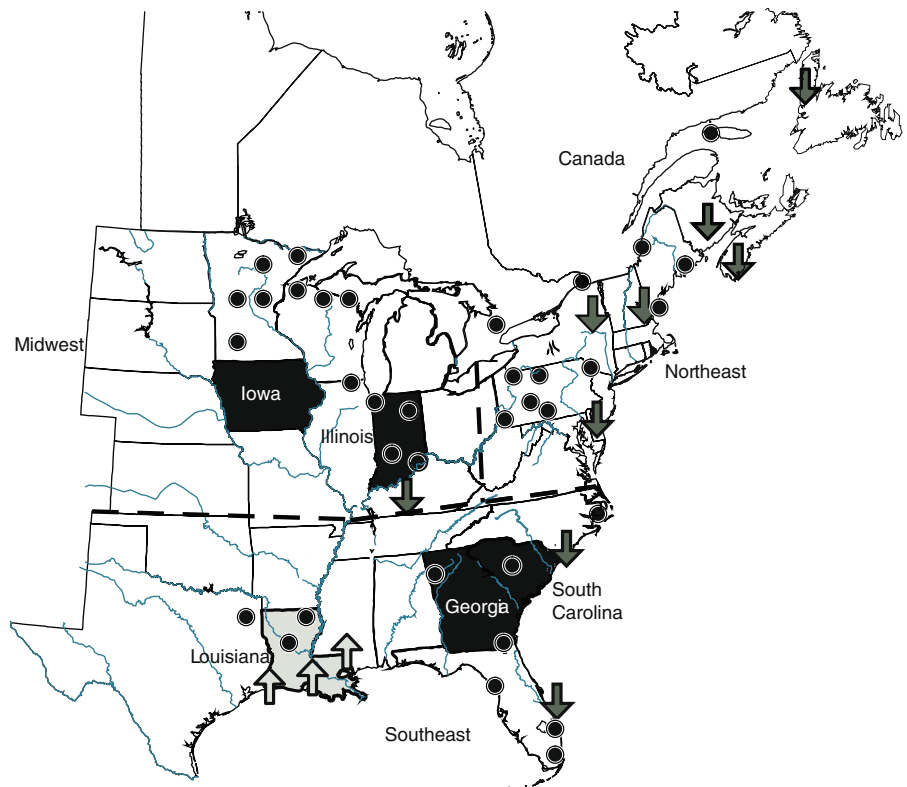 Canada
Midwest
Northeast
Iowa
Illinois
Georgia
South
Carolina
Louisiana
Southeast